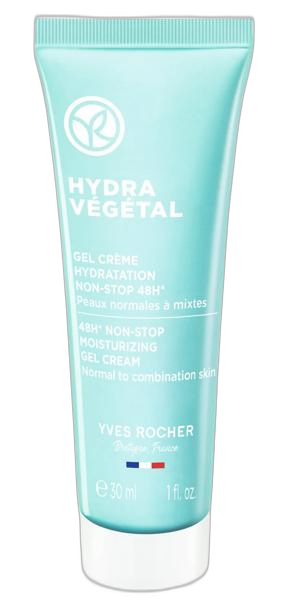 HYDRA
VÉGÉTAL
GEL CRÈME
HYDRATATION
NON-STOP 48H*
Peaux normales à mixtes
48H* NON-STOP
MOISTURIZING
GEL CREAM
Normal to combination skin
YVES ROCHER
Bretagne, France
℮ 30 ml 1 fl. oz.